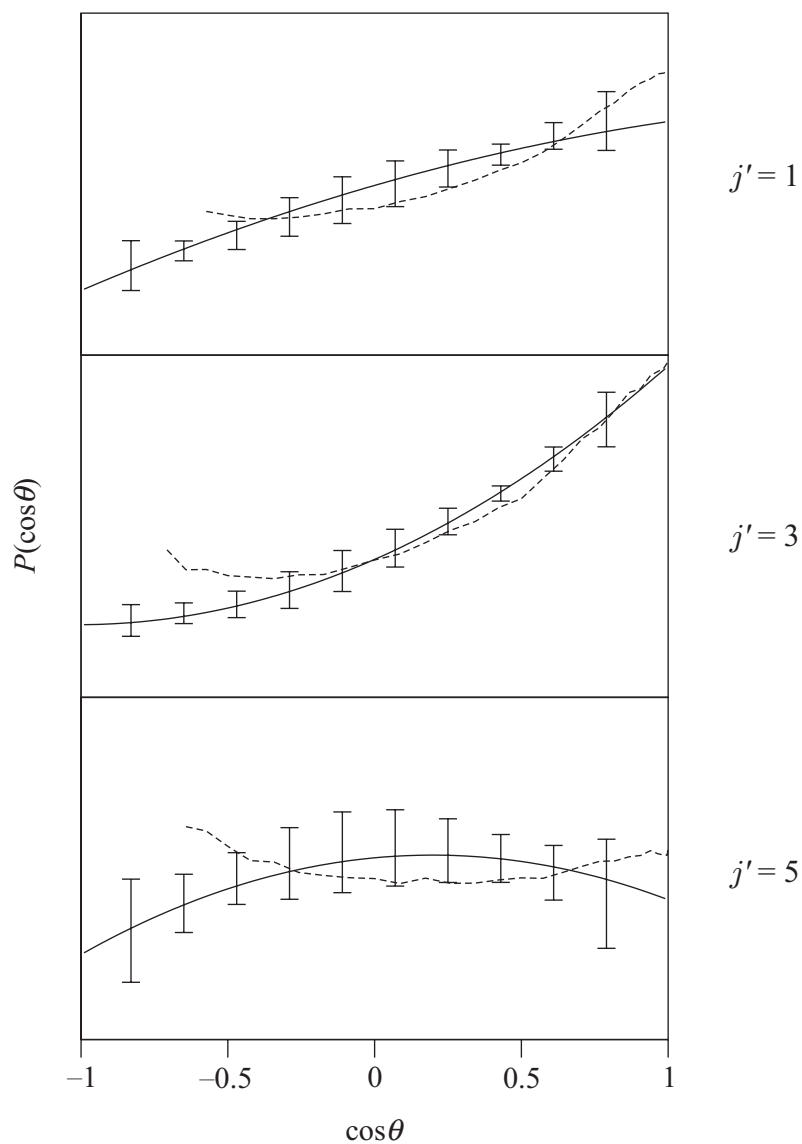 j′ = 1
P(cosθ)
j′ = 3
j′ = 5
–1
–0.5
0
0.5
1
cosθ